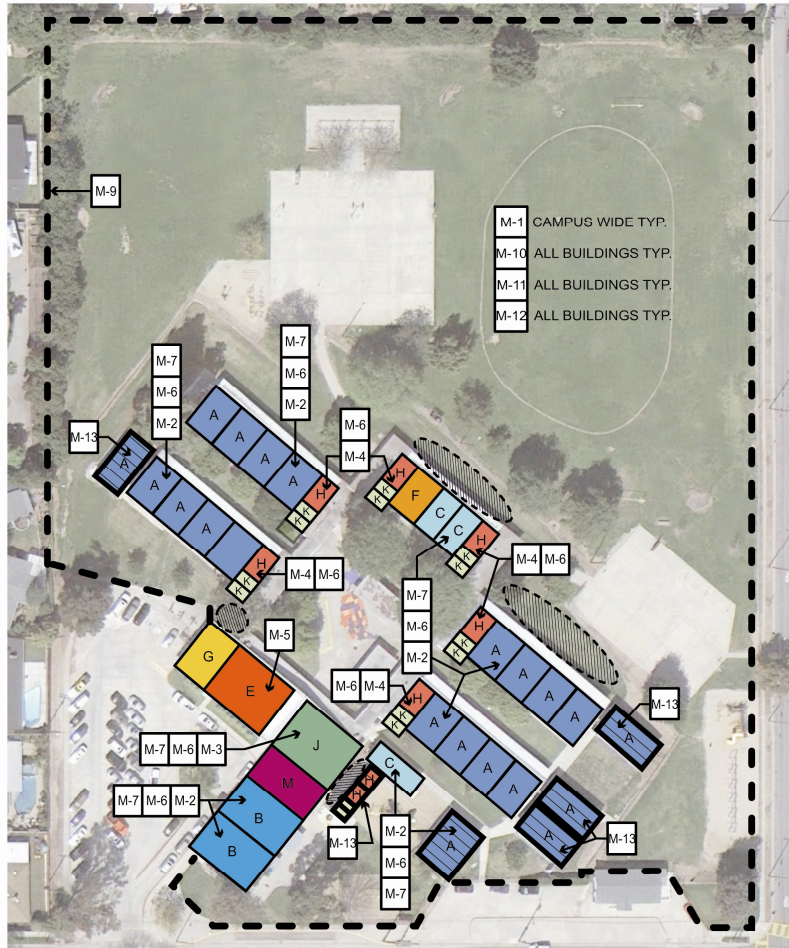 M-9
M-1 CAMPUS WIDE TYP.
M-10 ALL BUILDINGS TYP.
M-11 ALL BUILDINGS TYP.
M-12 ALL BUILDINGS TYP.
M-7
M-6
M-2
M-7
M-6
M-2
M-13
A
A
A
A
A
H
K
K
M-6
M-4
A
A
A
A
H
K
K
M-4 M-6
H
K
K
F
C
C
H
K
K
M-4 M-6
M-7
M-6
M-2
H
K
K
A
A
A
A
M-13
A
G
E
M-5
M-6 M-4
H
K
K
A
A
A
A
A
M-7 M-6 M-3
J
M
M-7 M-6 M-2
B
B
C
H
H
M-13
M-2
M-6
M-7
A
A
A
M-13